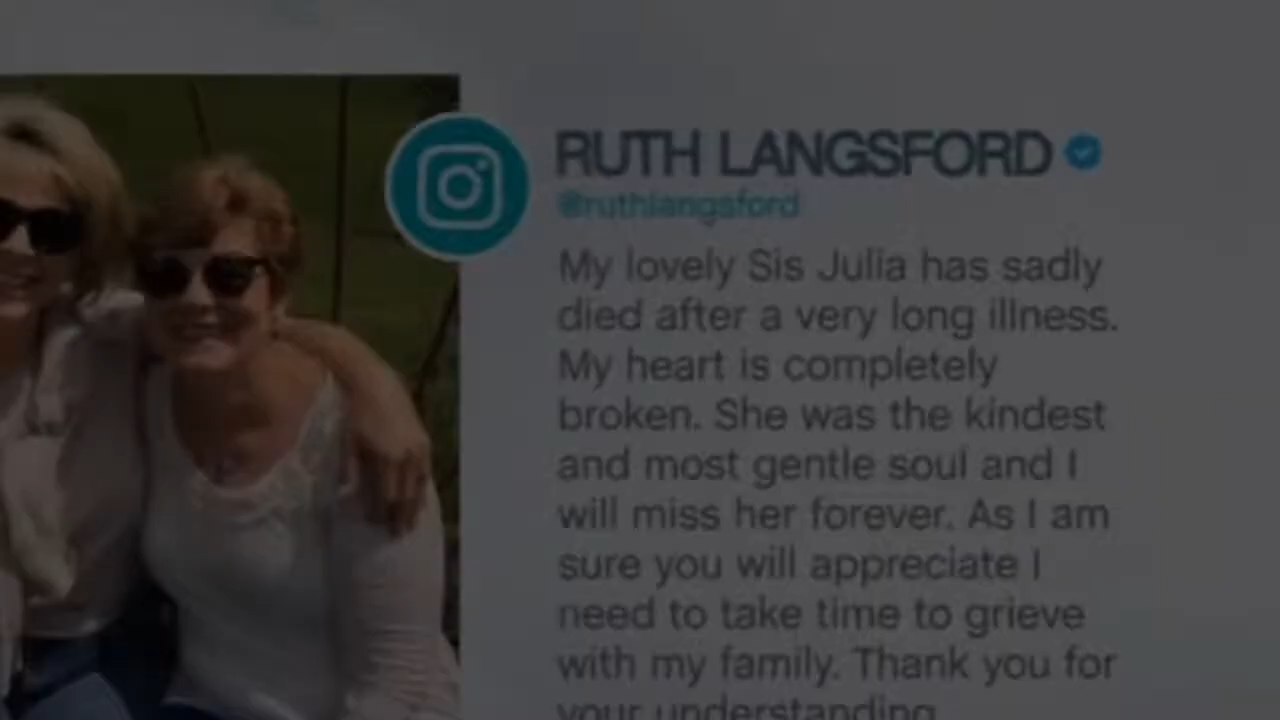 RUTH LANGSFORD
@ruthlangsford
My lovely Sis Julia has sadly
died after a very long illness.
My heart is completely
broken. She was the kindest
and most gentle soul and I
will miss her forever. As I am
sure you will appreciate I
need to take time to grieve
with my family. Thank you for
your understanding